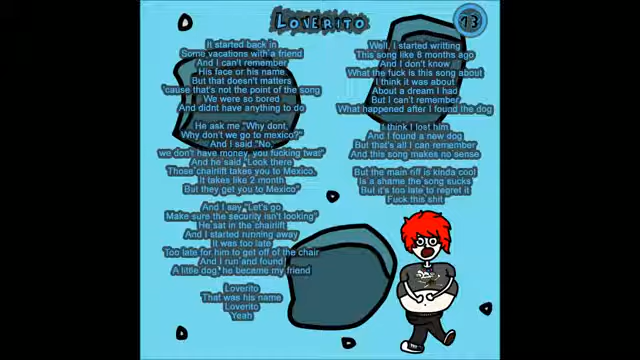 LOVERITO
13
It started back in
Some vacations with a friend
And I can't remember
His face or his name
But that doesn't matters
'cause that's not the point of the song
We were so bored
And didnt have anything to do
He ask me "Why dont,
Why don't we go to mexico?"
And I said "No,
we don't have money, you fucking twat"
And he said "Look there,
Those chairlift takes you to Mexico.
It takes like 2 month
But they get you to Mexico"
And I say "Let's go
Make sure the security isn't looking"
He sat in the chairlift
And I started running away
It was too late
Too late for him to get off of the chair
And I run and found
A little dog, he became my friend
Loverito
That was his name
Loverito
Yeah
Well, I started writting
This song like 6 months ago
And I don't know
What the fuck is this song about
I think it was about
About a dream I had
But I can't remember
What happened after I found the dog
I think I lost him
And I found a new dog
But that's all I can remember
And this song makes no sense
But the main riff is kinda cool
Is a shame the song sucks
But it's too late to regret it
Fuck this shit